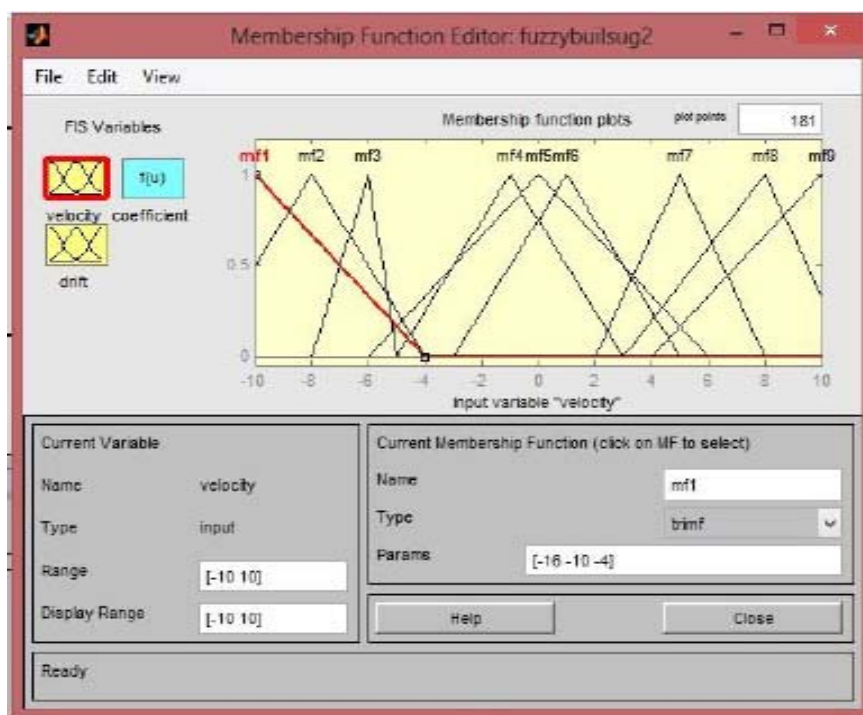 Membership Function Editor: fuzzybuilsug2
File Edit View
FIS Variables
f(u)
velocity coefficient
drift
Membership function plots plot points 181
mf1 mf2 mf3 mf4 mf5 mf6 mf7 mf8 mf9
1
0.5
0
-10 -8 -6 -4 -2 0 2 4 6 8 10
input variable "velocity"
Current Variable
Name velocity
Type input
Range [-10 10]
Display Range [-10 10]
Current Membership Function (click on MF to select)
Name mf1
Type trimf
Params [-16 -10 -4]
Help Close
Ready